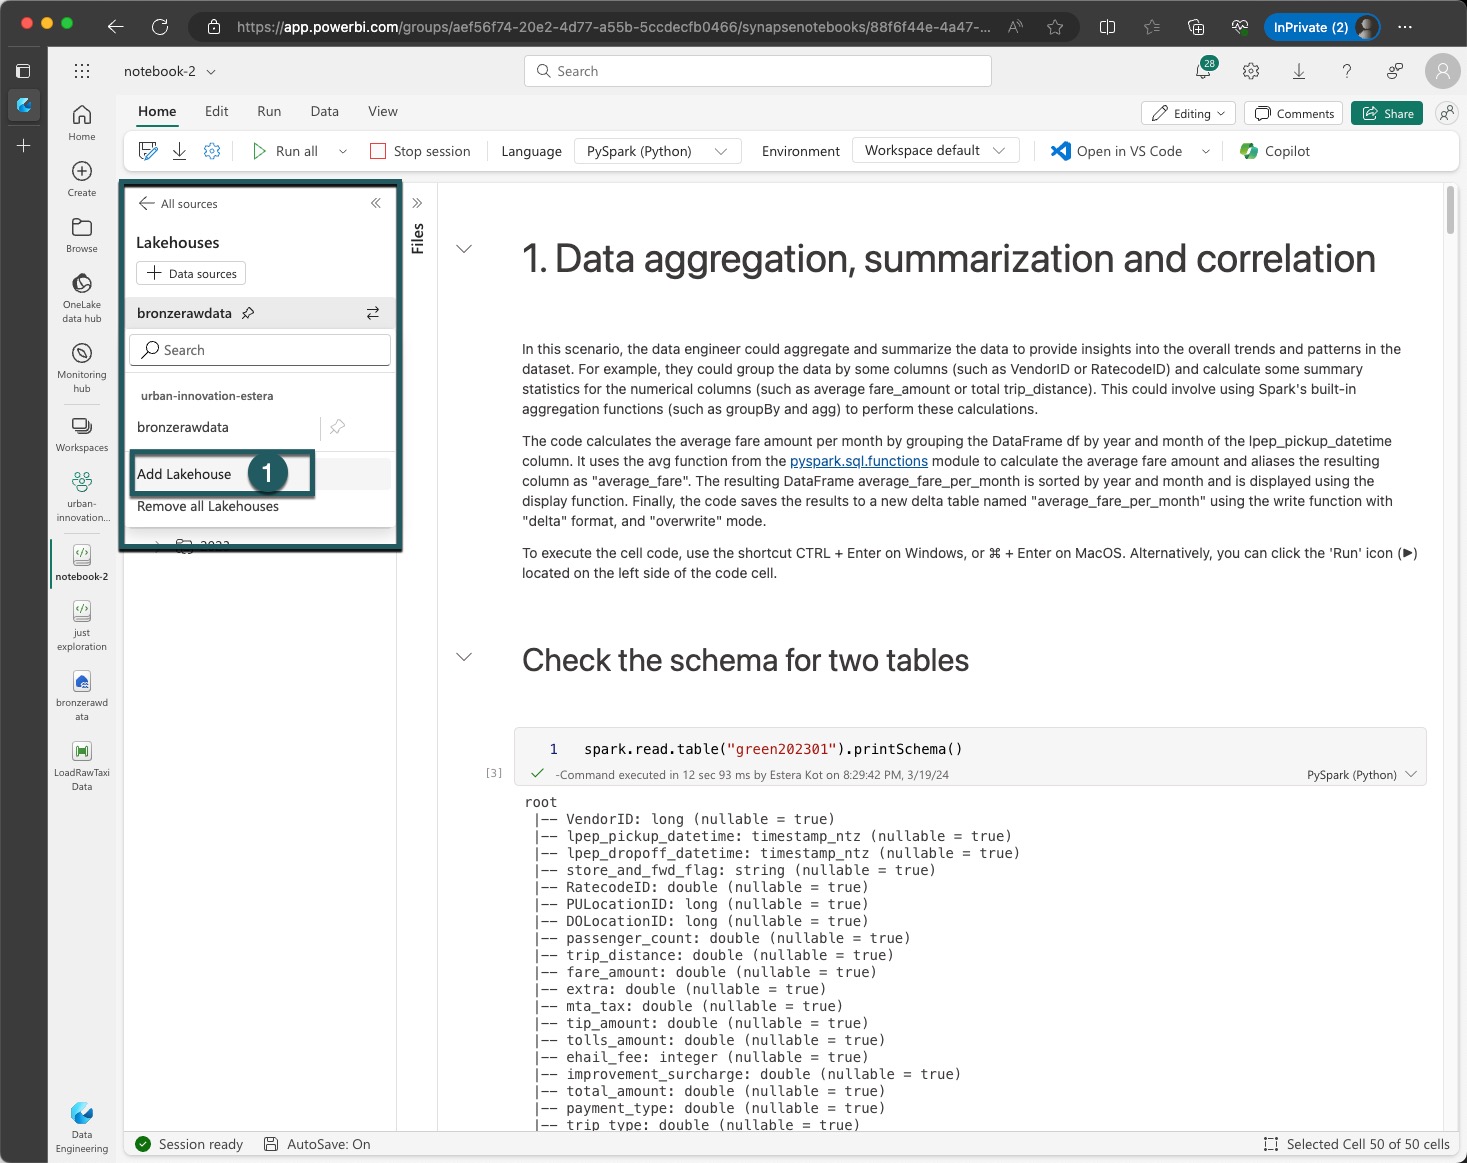 https://app.powerbi.com/groups/aef56f74-20e2-4d77-a55b-5ccdecfb0466/synapsenotebooks/88f6f44e-4a47-...
InPrivate (2)
notebook-2
Search
28
Home
Edit
Run
Data
View
Editing
Comments
Share
Run all
Stop session
Language
PySpark (Python)
Environment
Workspace default
Open in VS Code
Copilot
Home
Create
Browse
OneLake
data hub
Monitoring
hub
Workspaces
urban-
innovation...
notebook-2
just
exploration
bronzerawd
ata
LoadRawTaxi
Data
Data
Engineering
All sources
Lakehouses
Data sources
bronzerawdata
Search
urban-innovation-estera
bronzerawdata
Add Lakehouse
1
Remove all Lakehouses
2023
Files
1. Data aggregation, summarization and correlation
In this scenario, the data engineer could aggregate and summarize the data to provide insights into the overall trends and patterns in the
dataset. For example, they could group the data by some columns (such as VendorID or RatecodeID) and calculate some summary
statistics for the numerical columns (such as average fare_amount or total trip_distance). This could involve using Spark's built-in
aggregation functions (such as groupBy and agg) to perform these calculations.
The code calculates the average fare amount per month by grouping the DataFrame df by year and month of the lpep_pickup_datetime
column. It uses the avg function from the pyspark.sql.functions module to calculate the average fare amount and aliases the resulting
column as "average_fare". The resulting DataFrame average_fare_per_month is sorted by year and month and is displayed using the
display function. Finally, the code saves the results to a new delta table named "average_fare_per_month" using the write function with
"delta" format, and "overwrite" mode.
To execute the cell code, use the shortcut CTRL + Enter on Windows, or ⌘ + Enter on MacOS. Alternatively, you can click the 'Run' icon (▶)
located on the left side of the code cell.
Check the schema for two tables
1 spark.read.table("green202301").printSchema()
[3]
-Command executed in 12 sec 93 ms by Estera Kot on 8:29:42 PM, 3/19/24
PySpark (Python)
root
|-- VendorID: long (nullable = true)
|-- lpep_pickup_datetime: timestamp_ntz (nullable = true)
|-- lpep_dropoff_datetime: timestamp_ntz (nullable = true)
|-- store_and_fwd_flag: string (nullable = true)
|-- RatecodeID: double (nullable = true)
|-- PULocationID: long (nullable = true)
|-- DOLocationID: long (nullable = true)
|-- passenger_count: double (nullable = true)
|-- trip_distance: double (nullable = true)
|-- fare_amount: double (nullable = true)
|-- extra: double (nullable = true)
|-- mta_tax: double (nullable = true)
|-- tip_amount: double (nullable = true)
|-- tolls_amount: double (nullable = true)
|-- ehail_fee: integer (nullable = true)
|-- improvement_surcharge: double (nullable = true)
|-- total_amount: double (nullable = true)
|-- payment_type: double (nullable = true)
|-- trip_type: double (nullable = true)
Session ready
AutoSave: On
Selected Cell 50 of 50 cells